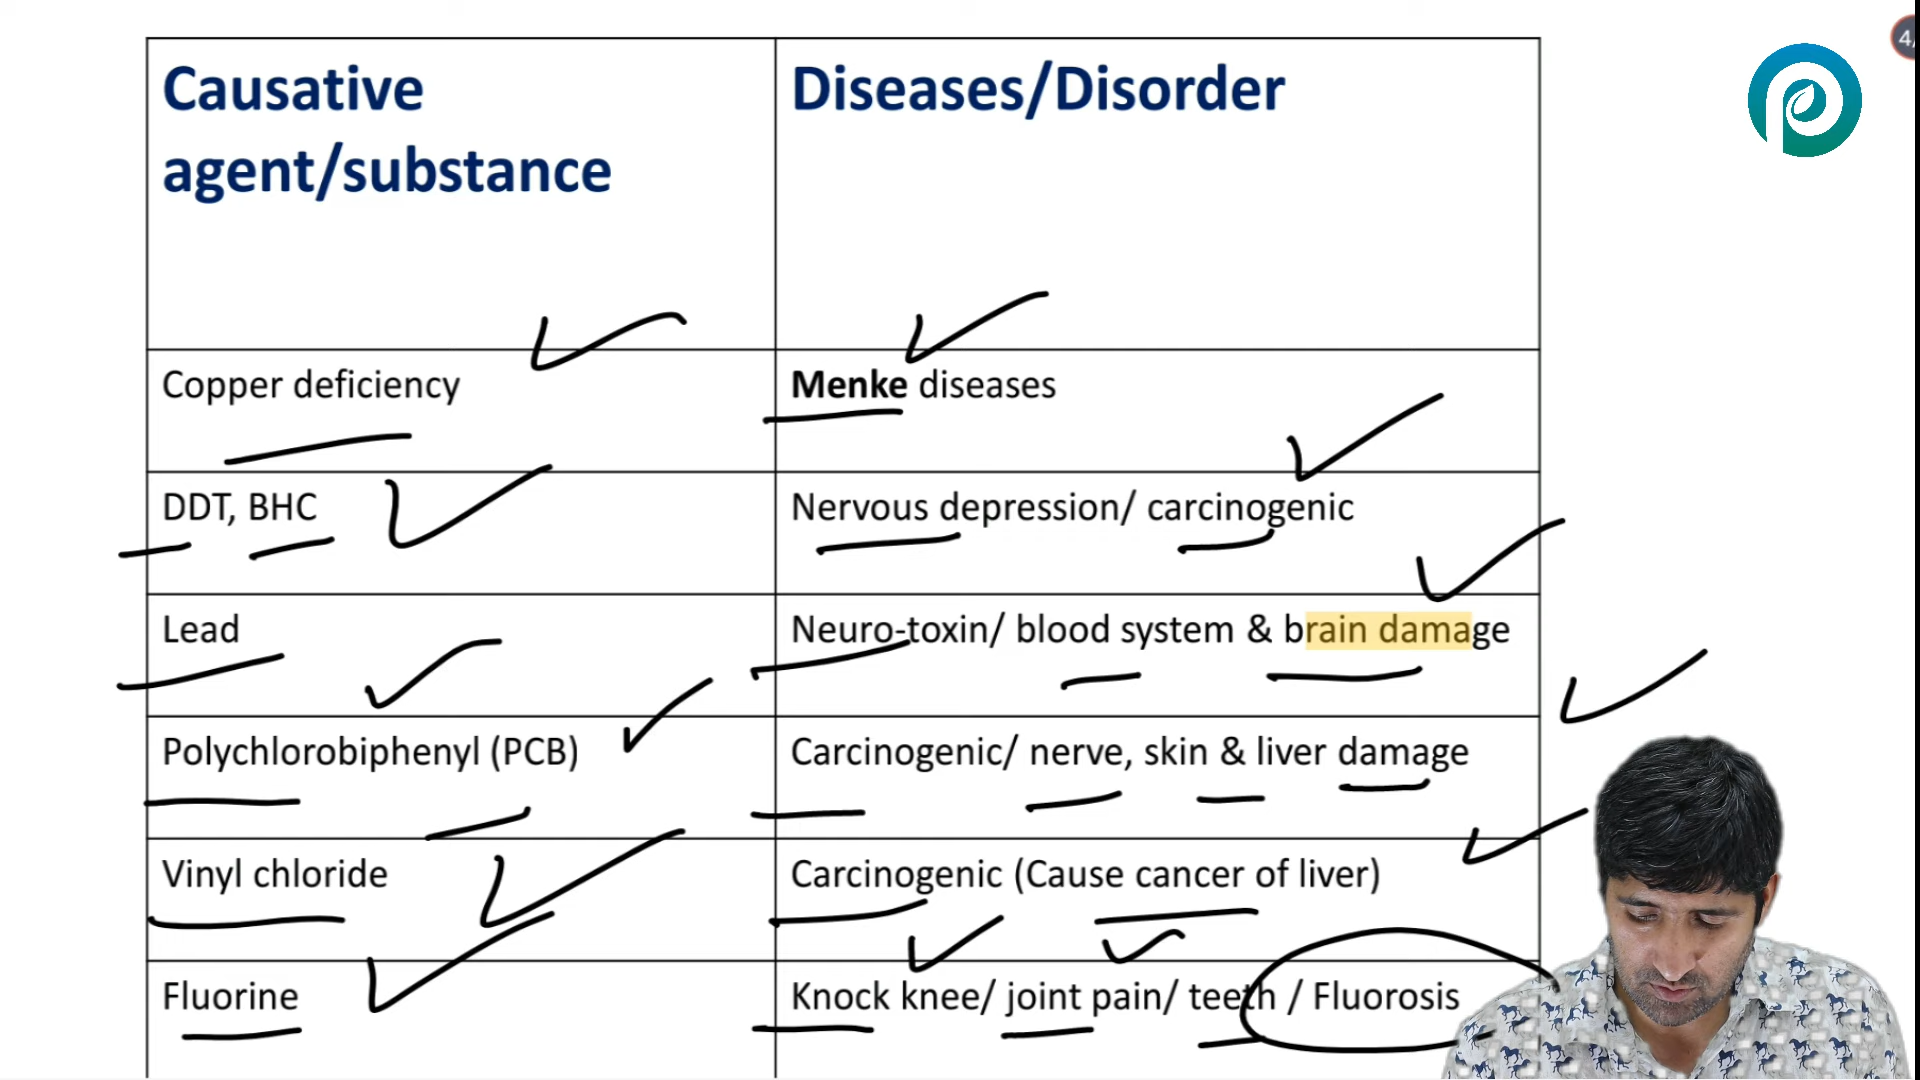 Causative
agent/substance
Diseases/Disorder
Copper deficiency
Menke diseases
DDT, BHC
Nervous depression/ carcinogenic
Lead
Neuro-toxin/ blood system & brain damage
Polychlorobiphenyl (PCB)
Carcinogenic/ nerve, skin & liver damage
Vinyl chloride
Carcinogenic (Cause cancer of liver)
Fluorine
Knock knee/ joint pain/ teeth / Fluorosis